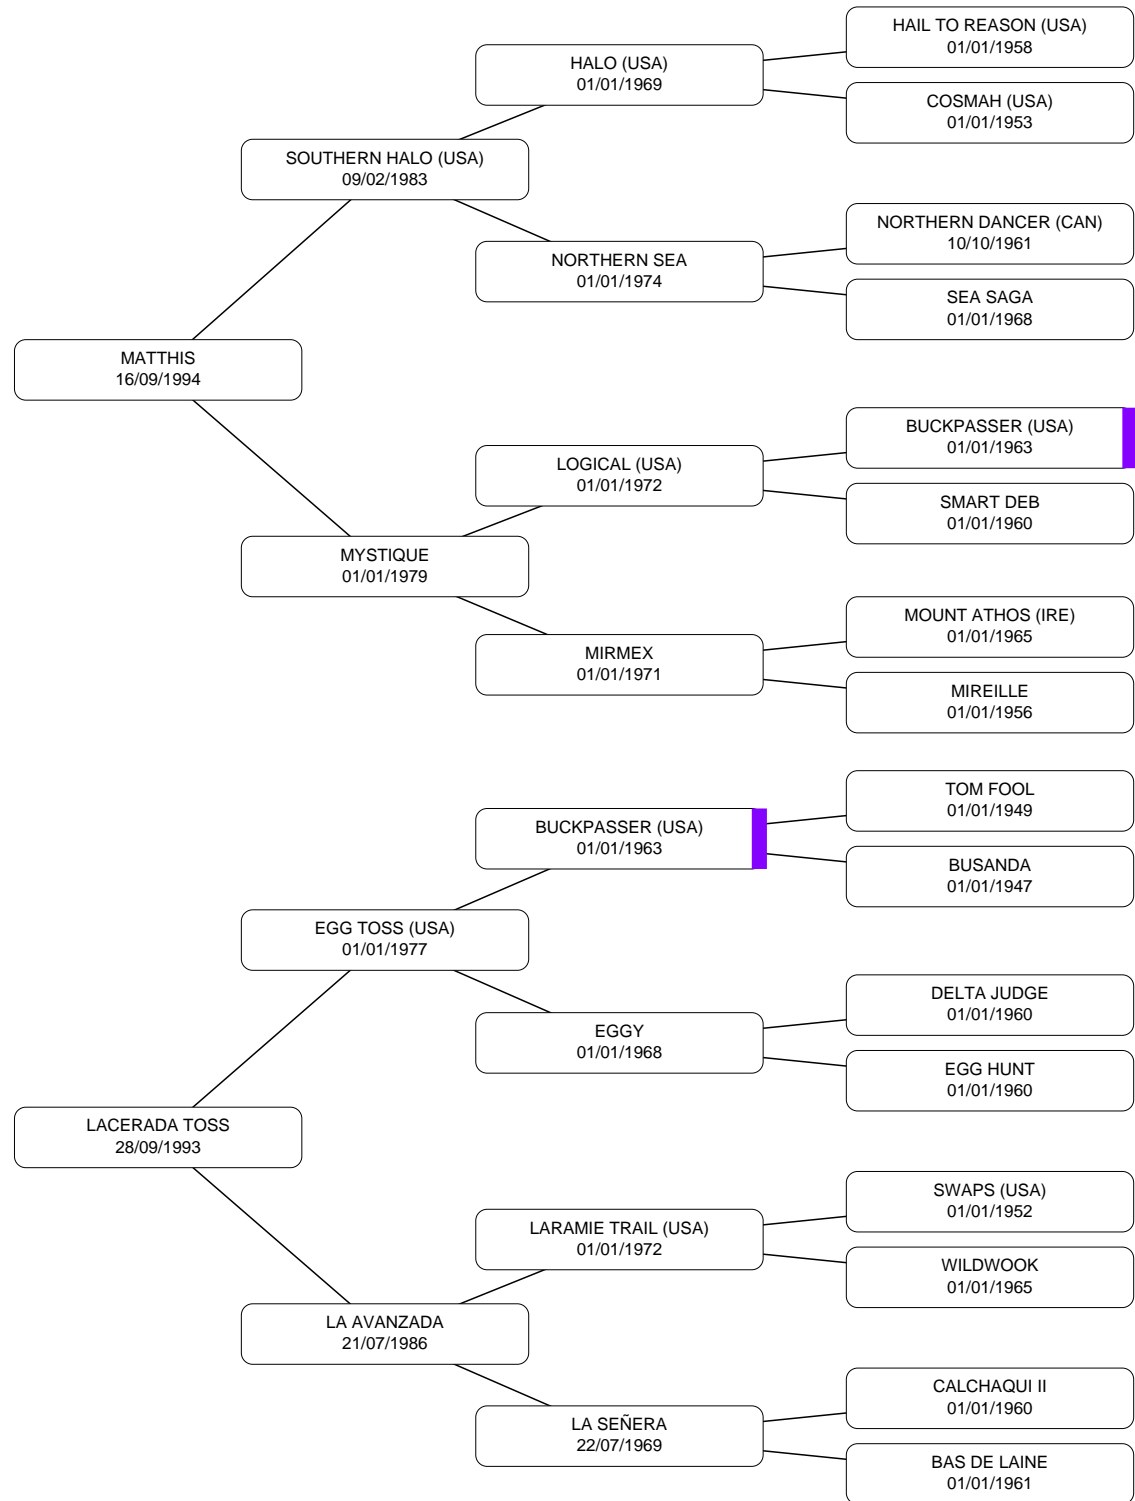 HAIL TO REASON (USA)
01/01/1958
HALO (USA)
01/01/1969
COSMAH (USA)
01/01/1953
SOUTHERN HALO (USA)
09/02/1983
NORTHERN DANCER (CAN)
10/10/1961
NORTHERN SEA
01/01/1974
SEA SAGA
01/01/1968
MATTHIS
16/09/1994
BUCKPASSER (USA)
01/01/1963
LOGICAL (USA)
01/01/1972
SMART DEB
01/01/1960
MYSTIQUE
01/01/1979
MOUNT ATHOS (IRE)
01/01/1965
MIRMEX
01/01/1971
MIREILLE
01/01/1956
TOM FOOL
01/01/1949
BUCKPASSER (USA)
01/01/1963
BUSANDA
01/01/1947
EGG TOSS (USA)
01/01/1977
DELTA JUDGE
01/01/1960
EGGY
01/01/1968
EGG HUNT
01/01/1960
LACERADA TOSS
28/09/1993
SWAPS (USA)
01/01/1952
LARAMIE TRAIL (USA)
01/01/1972
WILDWOOK
01/01/1965
LA AVANZADA
21/07/1986
CALCHAQUI II
01/01/1960
LA SEÑERA
22/07/1969
BAS DE LAINE
01/01/1961